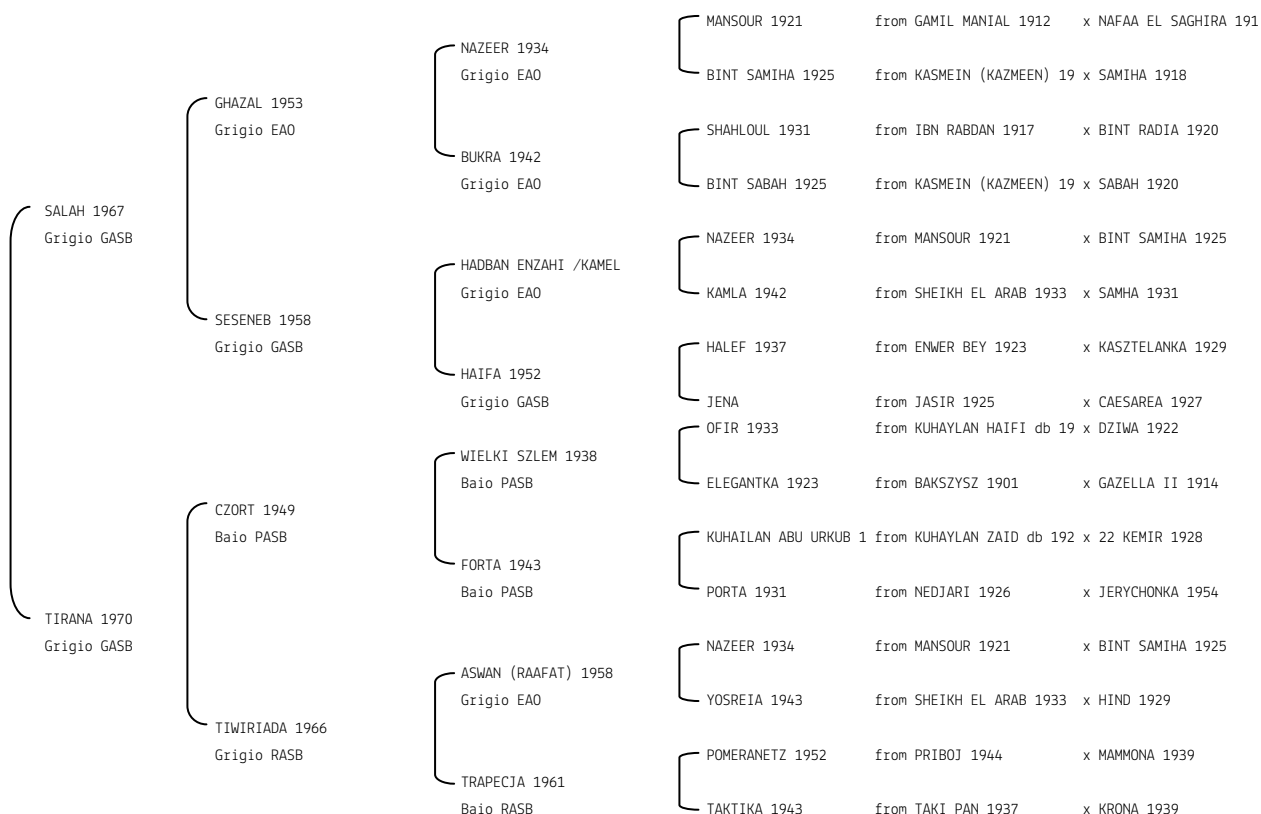 MANSOUR 1921 from GAMIL MANIAL 1912 x NAFAA EL SAGHIRA 191
NAZEER 1934
Grigio EAO
BINT SAMIHA 1925 from KASMEIN (KAZMEEN) 19 x SAMIHA 1918
GHAZAL 1953
Grigio EAO
SHAHLOUL 1931 from IBN RABDAN 1917 x BINT RADIA 1920
BUKRA 1942
Grigio EAO
BINT SABAH 1925 from KASMEIN (KAZMEEN) 19 x SABAH 1920
SALAH 1967
Grigio GASB
NAZEER 1934 from MANSOUR 1921 x BINT SAMIHA 1925
HADBAN ENZAHI /KAMEL
Grigio EAO
KAMLA 1942 from SHEIKH EL ARAB 1933 x SAMHA 1931
SESENEB 1958
Grigio GASB
HALEF 1937 from ENWER BEY 1923 x KASZTELANKA 1929
HAIFA 1952
Grigio GASB
JENA from JASIR 1925 x CAESAREA 1927
OFIR 1933 from KUHAYLAN HAIFI db 19 x DZIWA 1922
WIELKI SZLEM 1938
Baio PASB
ELEGANTKA 1923 from BAKSZYSZ 1901 x GAZELLA II 1914
CZORT 1949
Baio PASB
KUHAILAN ABU URKUB 1 from KUHAYLAN ZAID db 192 x 22 KEMIR 1928
FORTA 1943
Baio PASB
PORTA 1931 from NEDJARI 1926 x JERYCHONKA 1954
TIRANA 1970
Grigio GASB
NAZEER 1934 from MANSOUR 1921 x BINT SAMIHA 1925
ASWAN (RAAFAT) 1958
Grigio EAO
YOSREIA 1943 from SHEIKH EL ARAB 1933 x HIND 1929
TIWIRIADA 1966
Grigio RASB
POMERANETZ 1952 from PRIBOJ 1944 x MAMMONA 1939
TRAPECJA 1961
Baio RASB
TAKTIKA 1943 from TAKI PAN 1937 x KRONA 1939